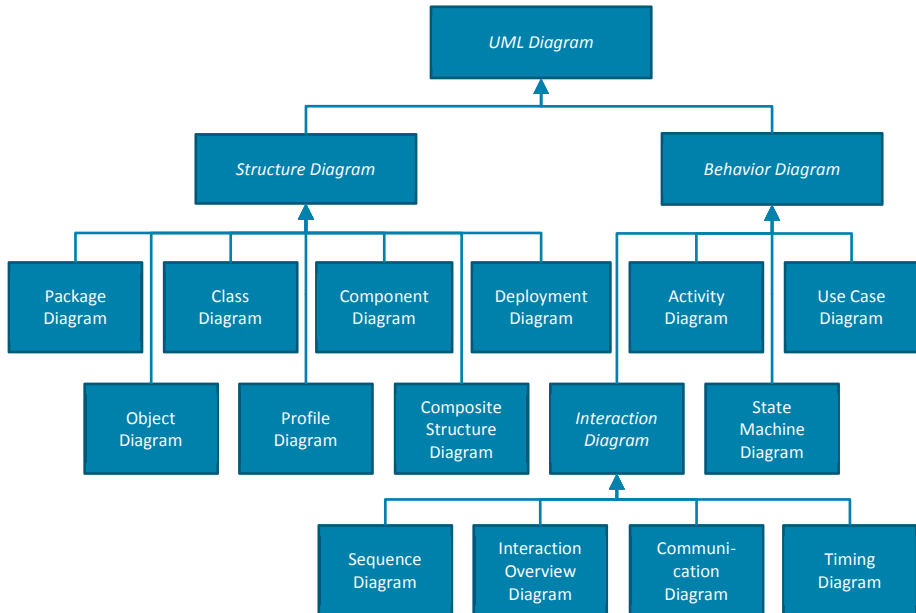 UML Diagram
Structure Diagram
Behavior Diagram
Package
Diagram
Class
Diagram
Component
Diagram
Deployment
Diagram
Activity
Diagram
Use Case
Diagram
Object
Diagram
Profile
Diagram
Composite
Structure
Diagram
Interaction
Diagram
State
Machine
Diagram
Sequence
Diagram
Interaction
Overview
Diagram
Communi-
cation
Diagram
Timing
Diagram